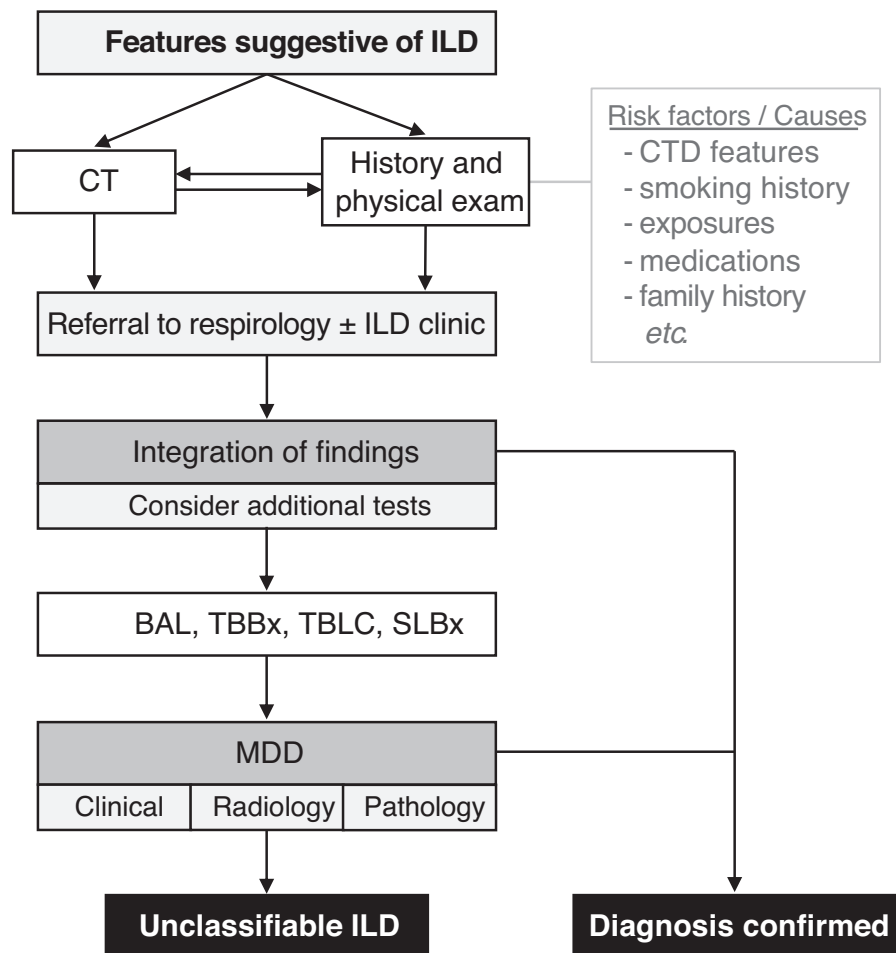 Features suggestive of ILD
CT
History and
physical exam
Risk factors / Causes
- CTD features
- smoking history
- exposures
- medications
- family history
etc.
Referral to respirology ± ILD clinic
Integration of findings
Consider additional tests
BAL, TBBx, TBLC, SLBx
MDD
Clinical
Radiology
Pathology
Unclassifiable ILD
Diagnosis confirmed